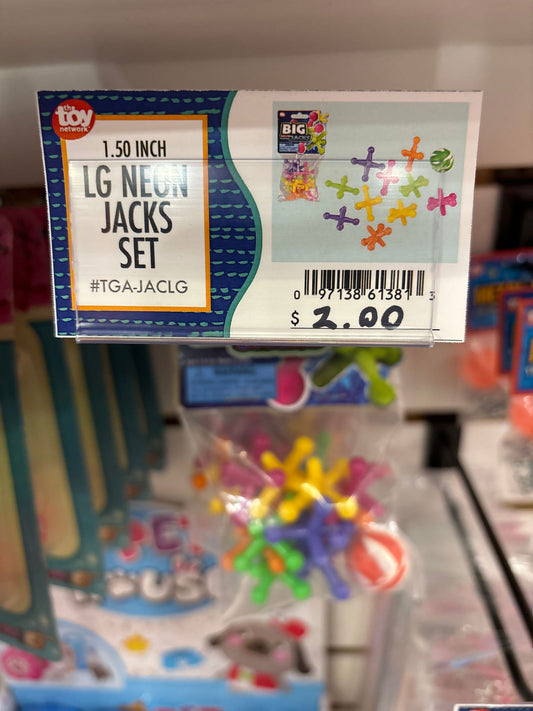 the
toy
network
1.50 INCH
LG NEON
JACKS
SET
#TGA-JACLG
BIG
JACKS
0 97138 61381 3
$ 2.00